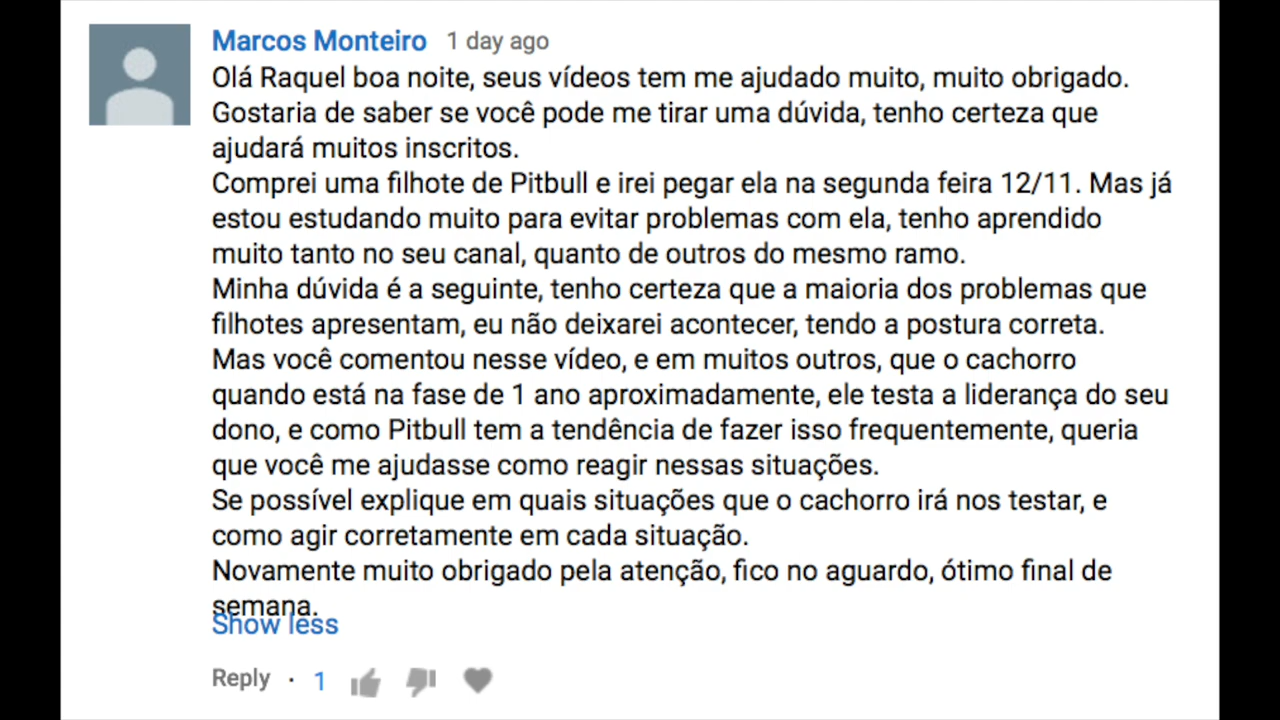 Marcos Monteiro 1 day ago
Olá Raquel boa noite, seus vídeos tem me ajudado muito, muito obrigado.
Gostaria de saber se você pode me tirar uma dúvida, tenho certeza que
ajudará muitos inscritos.
Comprei uma filhote de Pitbull e irei pegar ela na segunda feira 12/11. Mas já
estou estudando muito para evitar problemas com ela, tenho aprendido
muito tanto no seu canal, quanto de outros do mesmo ramo.
Minha dúvida é a seguinte, tenho certeza que a maioria dos problemas que
filhotes apresentam, eu não deixarei acontecer, tendo a postura correta.
Mas você comentou nesse vídeo, e em muitos outros, que o cachorro
quando está na fase de 1 ano aproximadamente, ele testa a liderança do seu
dono, e como Pitbull tem a tendência de fazer isso frequentemente, queria
que você me ajudasse como reagir nessas situações.
Se possível explique em quais situações que o cachorro irá nos testar, e
como agir corretamente em cada situação.
Novamente muito obrigado pela atenção, fico no aguardo, ótimo final de
semana.
Show less
Reply · 1